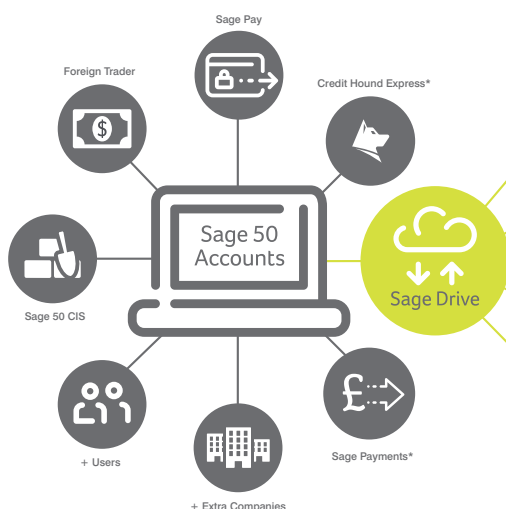 Sage Pay
Foreign Trader
Credit Hound Express*
$
Sage 50
Accounts
Sage Drive
Sage 50 CIS
£
+ Users
Sage Payments*
+ Extra Companies